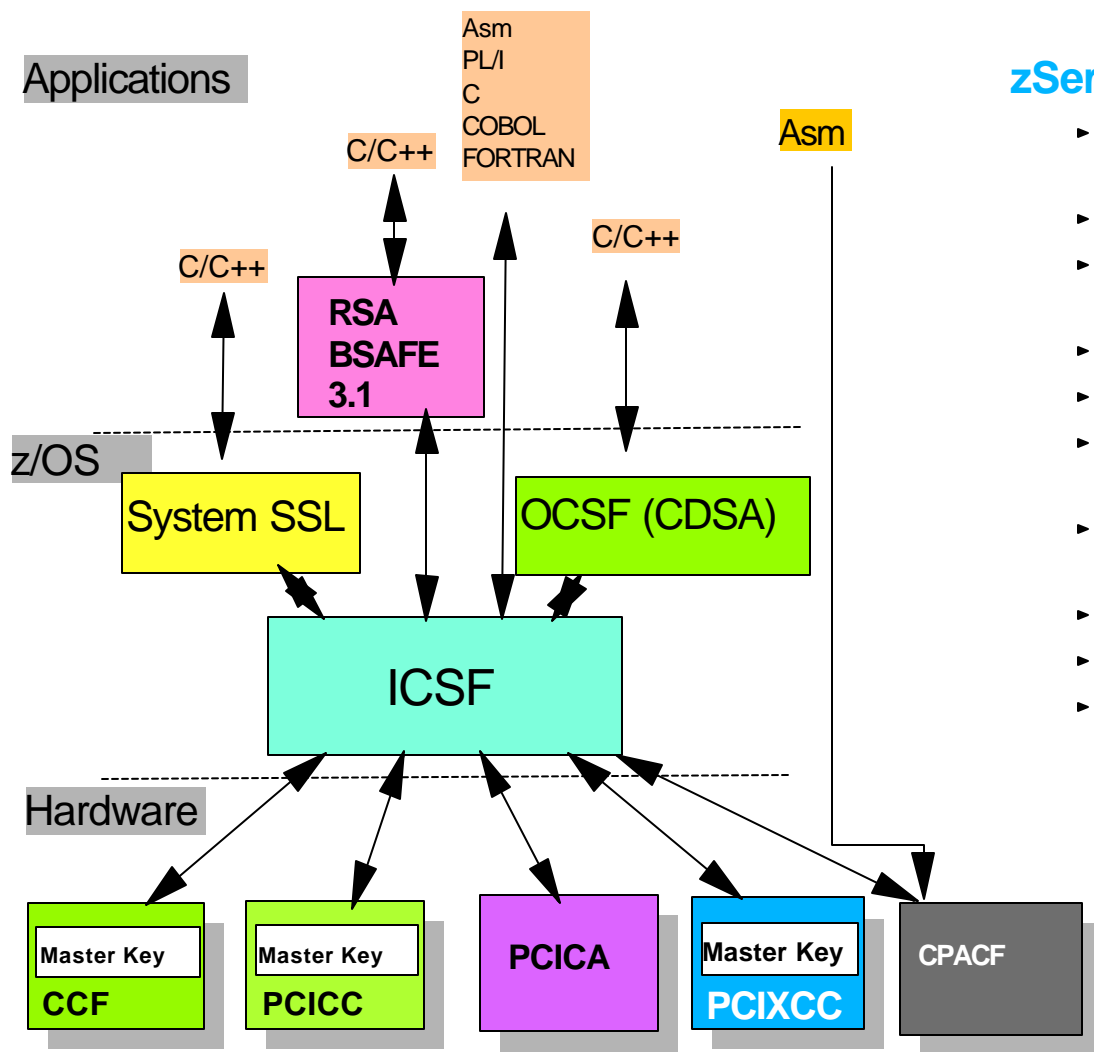 Applications
Asm
PL/I
C
COBOL
FORTRAN
zSer
Asm
C/C++
C/C++
C/C++
RSA
BSAFE
3.1
z/OS
System SSL
OCSF (CDSA)
ICSF
Hardware
Master Key
CCF
Master Key
PCICC
PCICA
Master Key
PCIXCC
CPACF